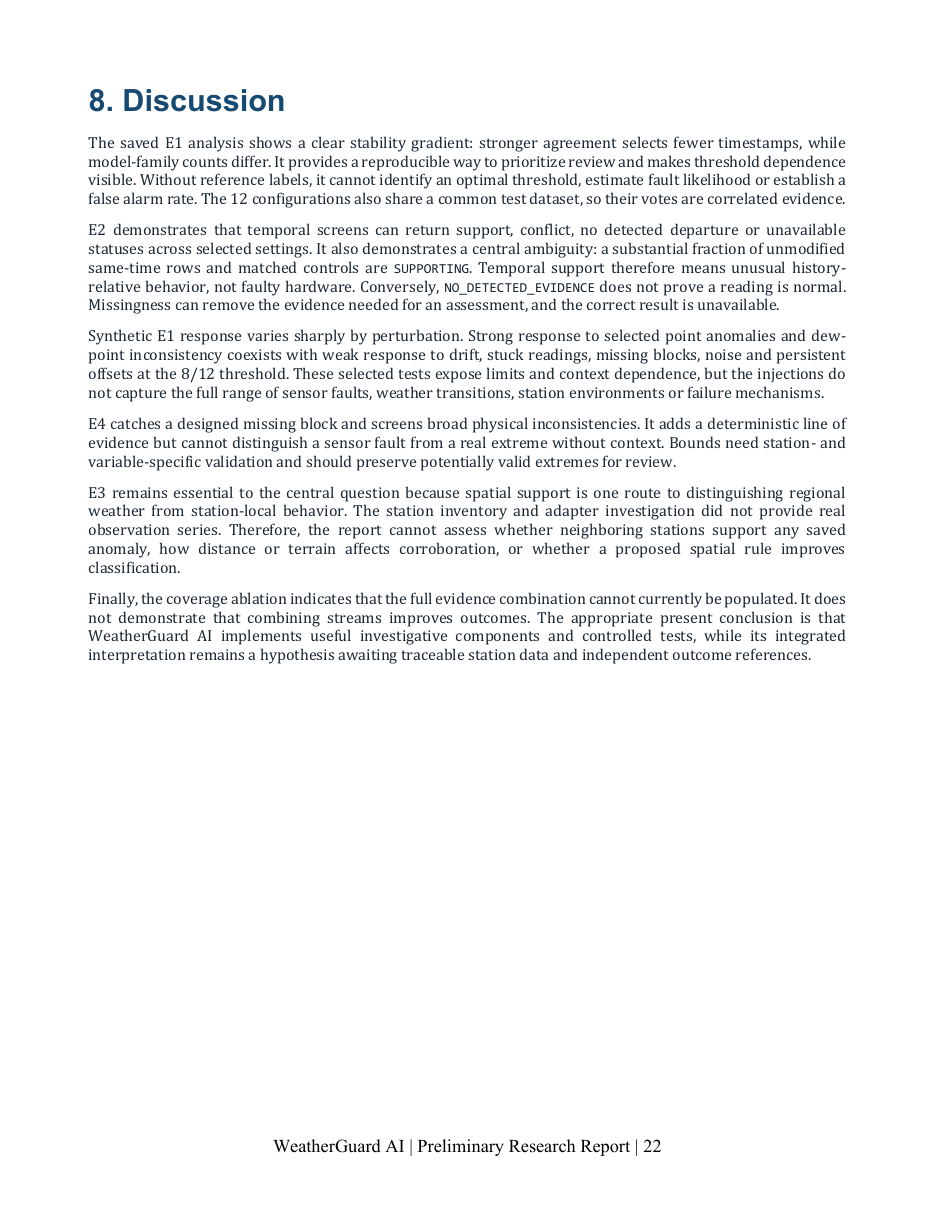 8. Discussion
The saved E1 analysis shows a clear stability gradient: stronger agreement selects fewer timestamps, while
model-family counts differ. It provides a reproducible way to prioritize review and makes threshold dependence
visible. Without reference labels, it cannot identify an optimal threshold, estimate fault likelihood or establish a
false alarm rate. The 12 configurations also share a common test dataset, so their votes are correlated evidence.
E2 demonstrates that temporal screens can return support, conflict, no detected departure or unavailable
statuses across selected settings. It also demonstrates a central ambiguity: a substantial fraction of unmodified
same-time rows and matched controls are SUPPORTING. Temporal support therefore means unusual history-
relative behavior, not faulty hardware. Conversely, NO_DETECTED_EVIDENCE does not prove a reading is normal.
Missingness can remove the evidence needed for an assessment, and the correct result is unavailable.
Synthetic E1 response varies sharply by perturbation. Strong response to selected point anomalies and dew-
point inconsistency coexists with weak response to drift, stuck readings, missing blocks, noise and persistent
offsets at the 8/12 threshold. These selected tests expose limits and context dependence, but the injections do
not capture the full range of sensor faults, weather transitions, station environments or failure mechanisms.
E4 catches a designed missing block and screens broad physical inconsistencies. It adds a deterministic line of
evidence but cannot distinguish a sensor fault from a real extreme without context. Bounds need station- and
variable-specific validation and should preserve potentially valid extremes for review.
E3 remains essential to the central question because spatial support is one route to distinguishing regional
weather from station-local behavior. The station inventory and adapter investigation did not provide real
observation series. Therefore, the report cannot assess whether neighboring stations support any saved
anomaly, how distance or terrain affects corroboration, or whether a proposed spatial rule improves
classification.
Finally, the coverage ablation indicates that the full evidence combination cannot currently be populated. It does
not demonstrate that combining streams improves outcomes. The appropriate present conclusion is that
WeatherGuard AI implements useful investigative components and controlled tests, while its integrated
interpretation remains a hypothesis awaiting traceable station data and independent outcome references.
WeatherGuard AI | Preliminary Research Report | 22